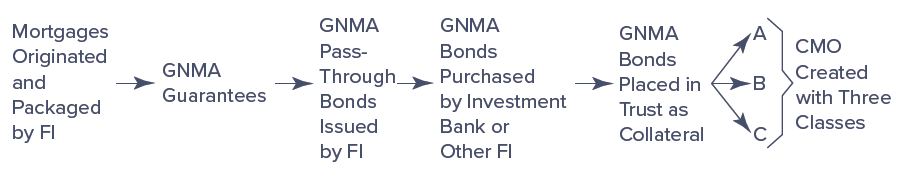 Mortgages
Originated
and
Packaged
by FI
GNMA
Guarantees
GNMA
Pass-
Through
Bonds
Issued
by FI
GNMA
Bonds
Purchased
by Investment
Bank or
Other FI
GNMA
Bonds
Placed in
Trust as
Collateral
A
B
C
CMO
Created
with Three
Classes